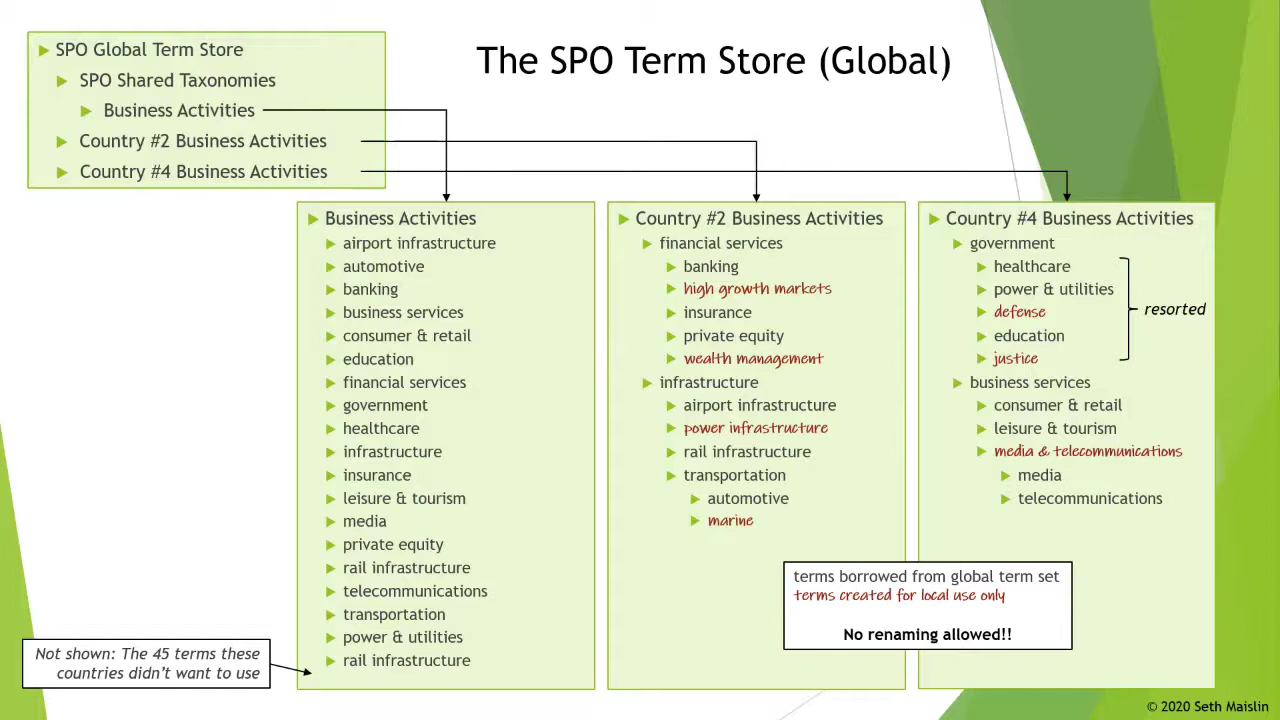 The SPO Term Store (Global)
SPO Global Term Store
SPO Shared Taxonomies
Business Activities
Country #2 Business Activities
Country #4 Business Activities
Business Activities
airport infrastructure
automotive
banking
business services
consumer & retail
education
financial services
government
healthcare
infrastructure
insurance
leisure & tourism
media
private equity
rail infrastructure
telecommunications
transportation
power & utilities
rail infrastructure
Country #2 Business Activities
financial services
banking
high growth markets
insurance
private equity
wealth management
infrastructure
airport infrastructure
power infrastructure
rail infrastructure
transportation
automotive
marine
Country #4 Business Activities
government
healthcare
power & utilities
defense
education
justice
resorted
business services
consumer & retail
leisure & tourism
media & telecommunications
media
telecommunications
terms borrowed from global term set
terms created for local use only
No renaming allowed!!
Not shown: The 45 terms these
countries didn't want to use
© 2020 Seth Maislin